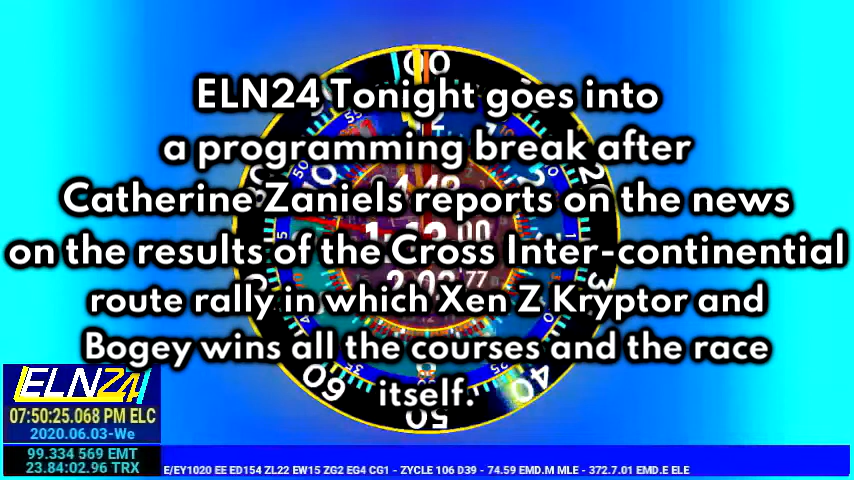 ELN24 Tonight goes into
a programming break after
Catherine Zaniels reports on the news
on the results of the Cross Inter-continental
route rally in which Xen Z Kryptor and
Bogey wins all the courses and the race
itself.
00
60
50
40
ELN24
07:50:25.068 PM ELC
2020.06.03-We
99.334 569 EMT
23.84:02.96 TRX
E/EY1020 EE ED154 ZL22 EW15 ZG2 EG4 CG1 - ZYCLE 106 D39 - 74.59 EMD.M MLE - 372.7.01 EMD.E ELE